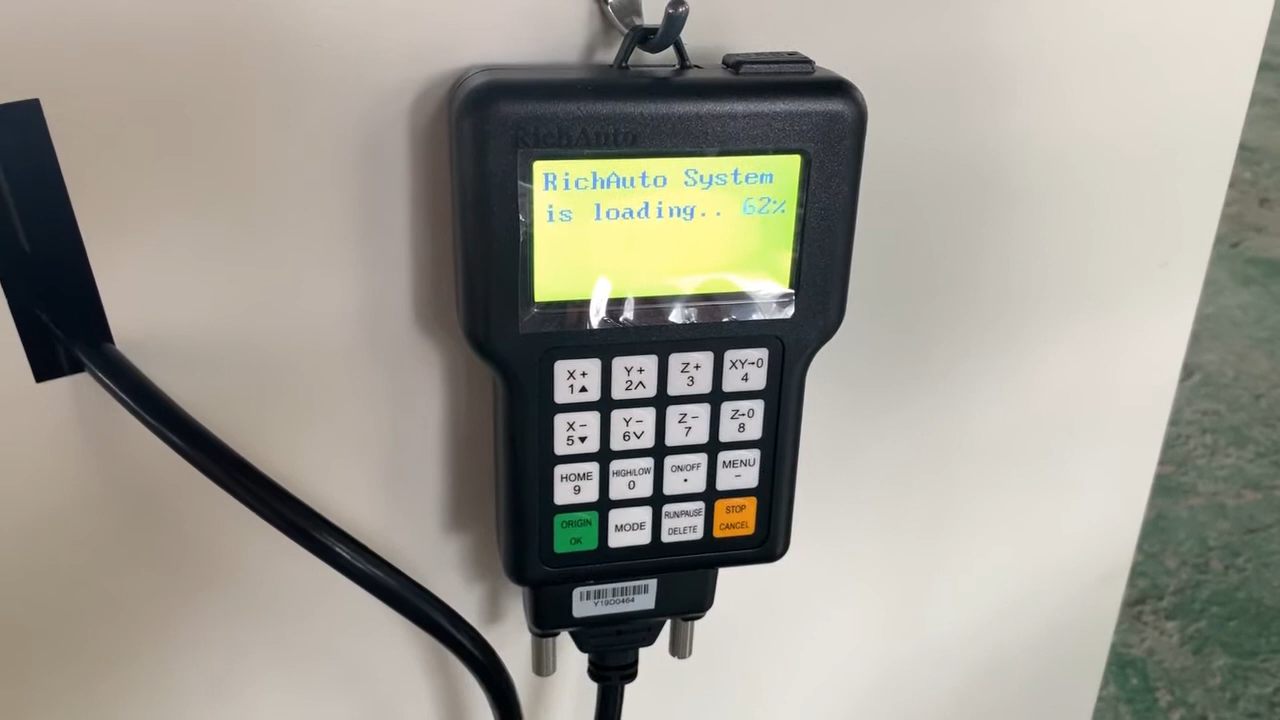 RichAuto
RichAuto System
is loading.. 62%
X+
1▲
Y+
2∧
Z+
3
XY→0
4
X−
5▼
Y−
6∨
Z−
7
Z→0
8
HOME
9
HIGH/LOW
0
ON/OFF
•
MENU
−
ORIGIN
OK
MODE
RUN/PAUSE
DELETE
STOP
CANCEL
Y19D0464